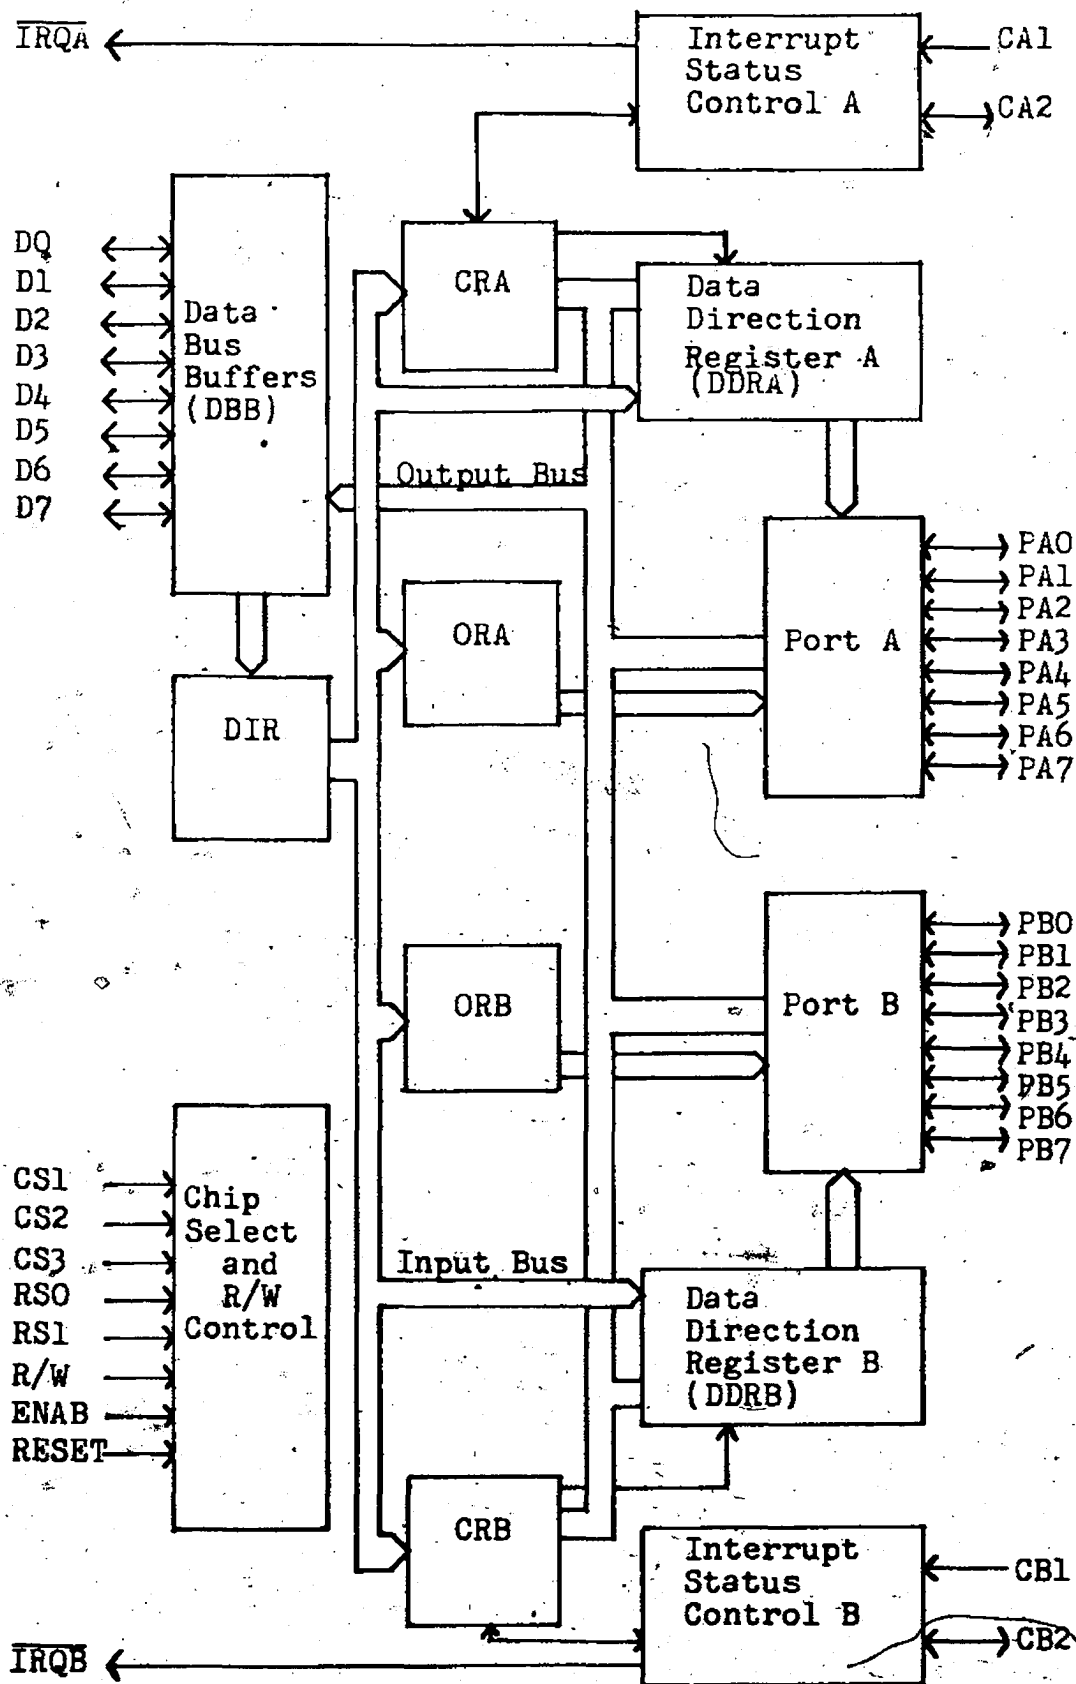 IRQA
Interrupt
Status
Control A
CA1
CA2
D0
D1
D2
D3
D4
D5
D6
D7
Data
Bus
Buffers
(DBB)
CRA
Data
Direction
Register A
(DDRA)
Output Bus
ORA
Port A
PA0
PA1
PA2
PA3
PA4
PA5
PA6
PA7
DIR
ORB
Port B
PB0
PB1
PB2
PB3
PB4
PB5
PB6
PB7
CS1
CS2
CS3
RS0
RS1
R/W
ENAB
RESET
Chip
Select
and
R/W
Control
Input Bus
Data
Direction
Register B
(DDRB)
CRB
Interrupt
Status
Control B
CB1
CB2
IRQB